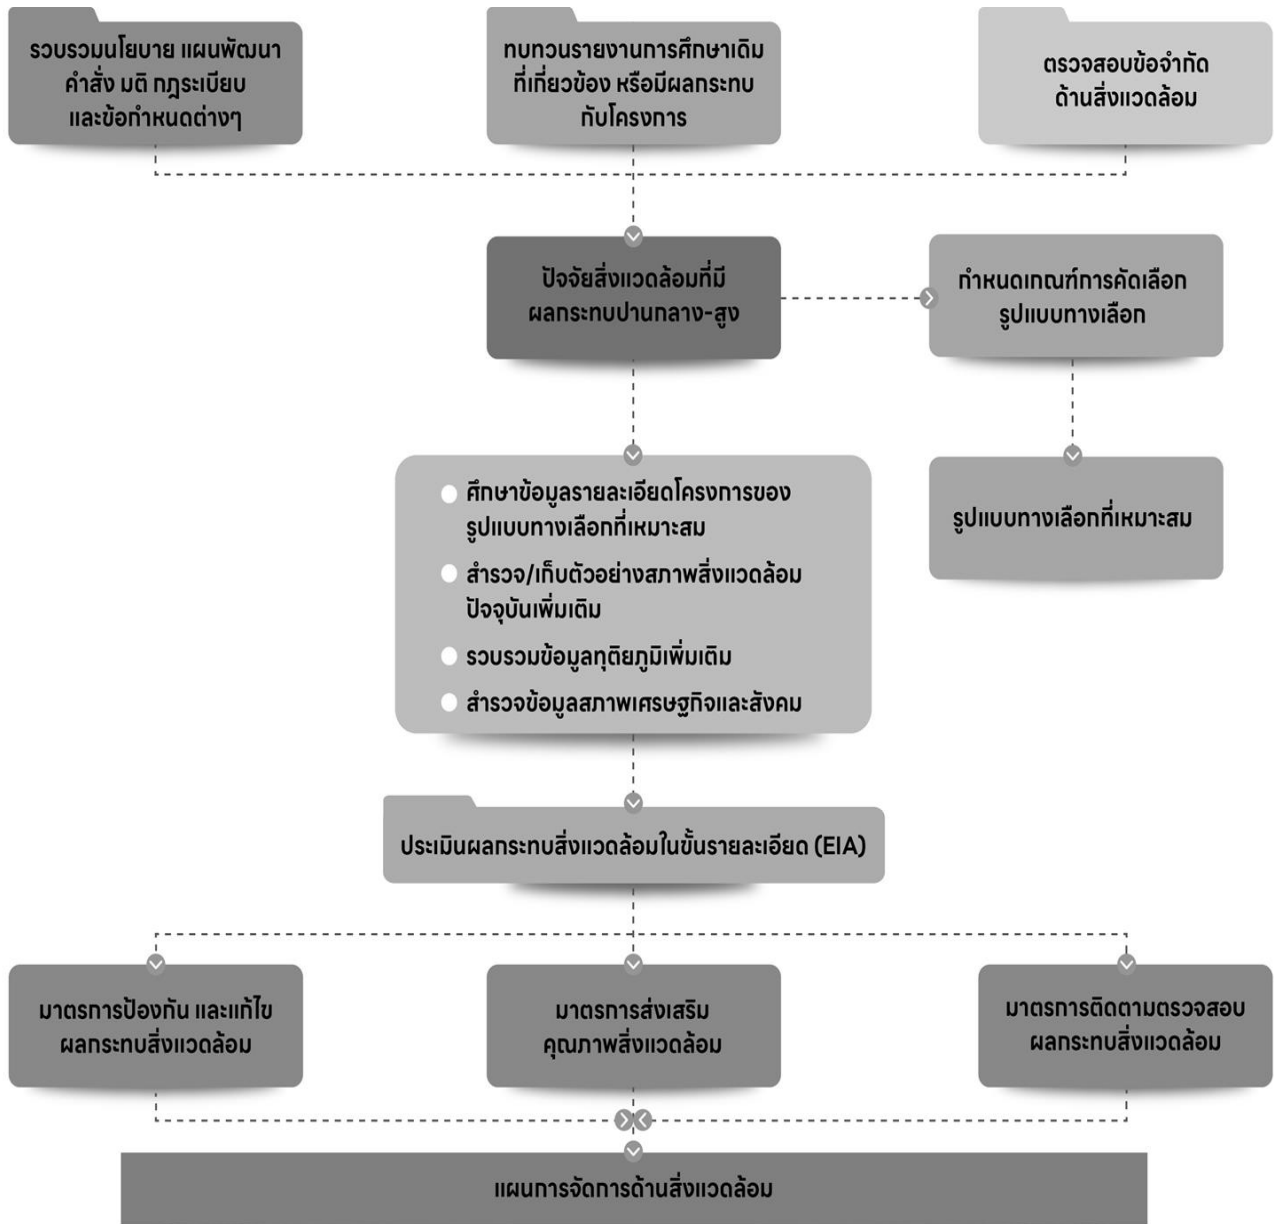 รวบรวมนโยบาย แผนพัฒนา
คำสั่ง มติ กฎระเบียบ
และข้อกำหนดต่างๆ
ทบทวนรายงานการศึกษาเดิม
ที่เกี่ยวข้อง หรือมีผลกระทบ
กับโครงการ
ตรวจสอบข้อจำกัด
ด้านสิ่งแวดล้อม
ปัจจัยสิ่งแวดล้อมที่มี
ผลกระทบปานกลาง-สูง
กำหนดเกณฑ์การคัดเลือก
รูปแบบทางเลือก
รูปแบบทางเลือกที่เหมาะสม
ศึกษาข้อมูลรายละเอียดโครงการของ
รูปแบบทางเลือกที่เหมาะสม
สำรวจ/เก็บตัวอย่างสภาพสิ่งแวดล้อม
ปัจจุบันเพิ่มเติม
รวบรวมข้อมูลทุติยภูมิเพิ่มเติม
สำรวจข้อมูลสภาพเศรษฐกิจและสังคม
ประเมินผลกระทบสิ่งแวดล้อมในขั้นรายละเอียด (EIA)
มาตรการป้องกัน และแก้ไข
ผลกระทบสิ่งแวดล้อม
มาตรการส่งเสริม
คุณภาพสิ่งแวดล้อม
มาตรการติดตามตรวจสอบ
ผลกระทบสิ่งแวดล้อม
แผนการจัดการด้านสิ่งแวดล้อม